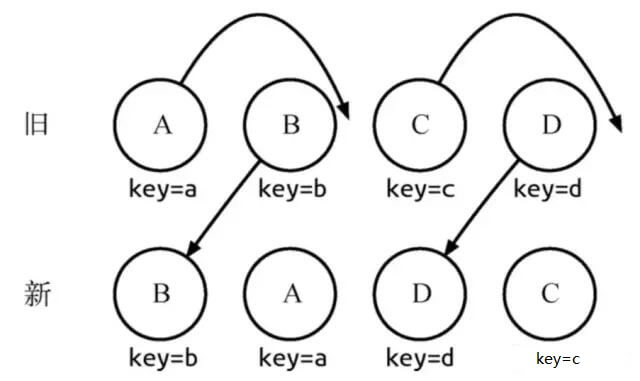 旧 A B C D
key=a key=b key=c key=d
新 B A D C
key=b key=a key=d key=c